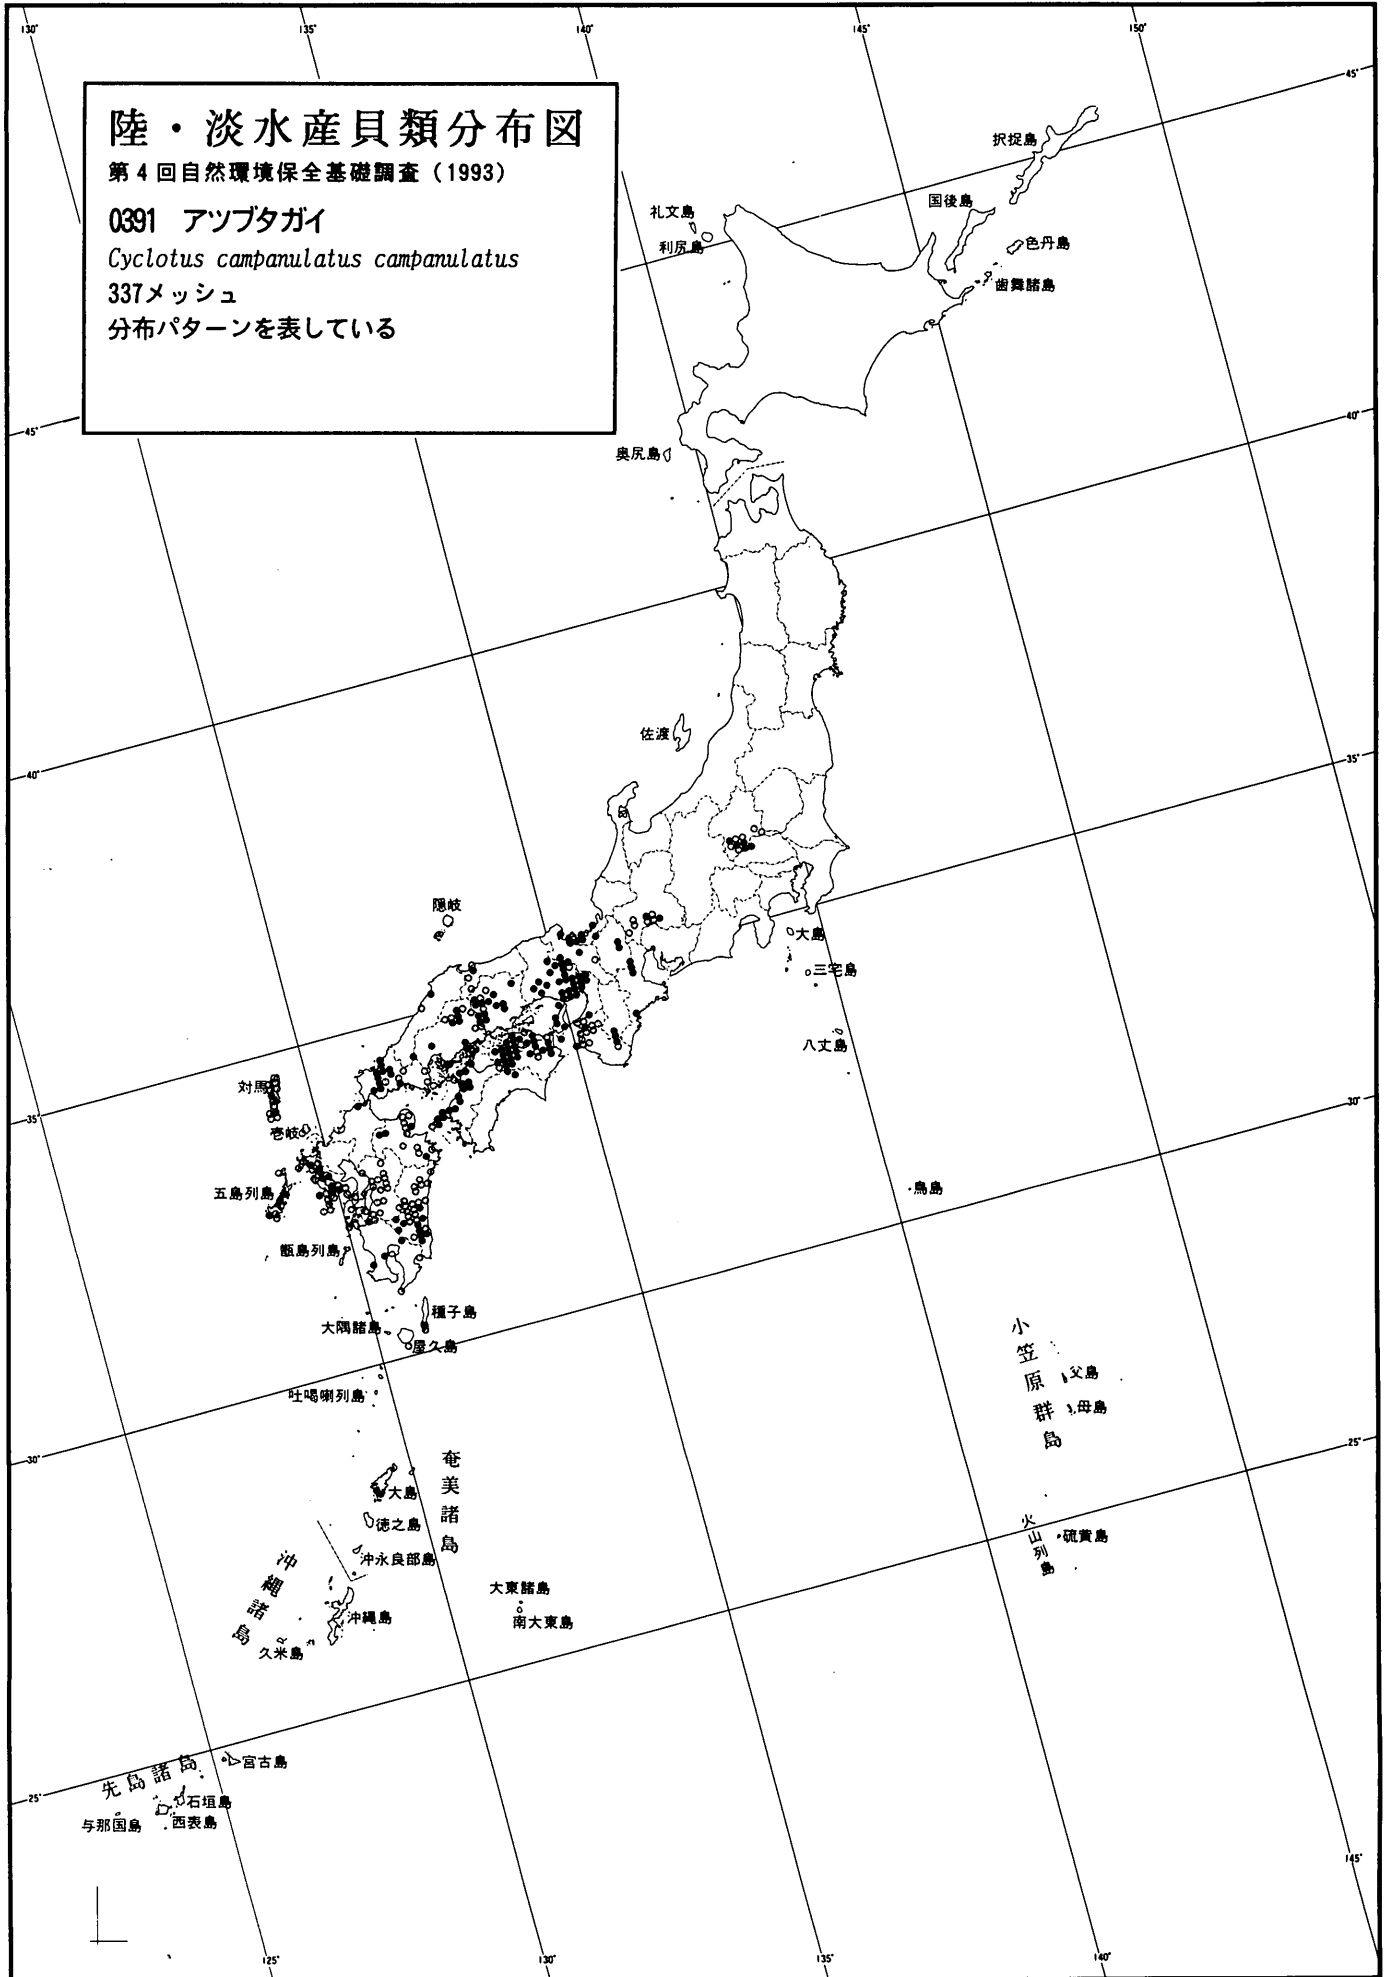 130°
135°
140°
145°
150°
陸・淡水産貝類分布図
第4回自然環境保全基礎調査（1993）
0391 アツブタガイ
Cyclotus campanulatus campanulatus
337メッシュ
分布パターンを表している
45°
択捉島
国後島
礼文島
色丹島
利尻島
歯舞諸島
40°
45°
奥尻島
佐渡
35°
40°
隠岐
大島
三宅島
八丈島
対馬
30°
35°
壱岐
五島列島
鳥島
甑島列島
種子島
大隅諸島
屋久島
吐喝喇列島
小笠原群島
父島
母島
25°
30°
奄美諸島
大島
徳之島
火山列島
硫黄島
沖永良部島
沖縄諸島
大東諸島
沖縄島
南大東島
久米島
宮古島
先島諸島
25°
石垣島
与那国島
西表島
145°
125°
130°
135°
140°